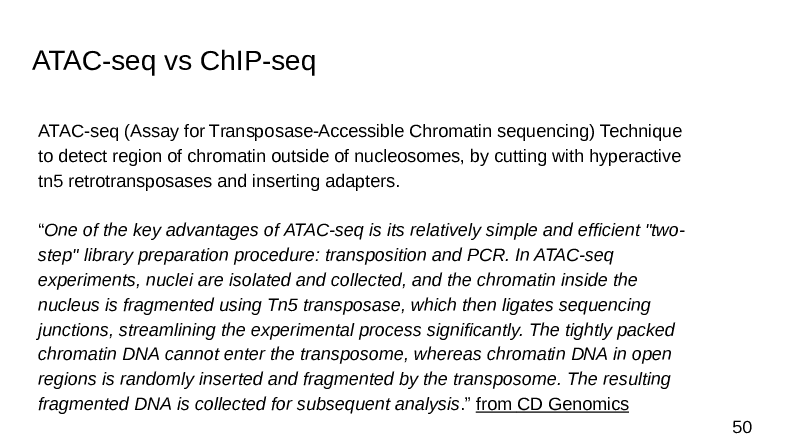 ATAC-seq vs ChIP-seq
ATAC-seq (Assay for Transposase-Accessible Chromatin sequencing) Technique
to detect region of chromatin outside of nucleosomes, by cutting with hyperactive
tn5 retrotransposases and inserting adapters.
“One of the key advantages of ATAC-seq is its relatively simple and efficient "two-
step" library preparation procedure: transposition and PCR. In ATAC-seq
experiments, nuclei are isolated and collected, and the chromatin inside the
nucleus is fragmented using Tn5 transposase, which then ligates sequencing
junctions, streamlining the experimental process significantly. The tightly packed
chromatin DNA cannot enter the transposome, whereas chromatin DNA in open
regions is randomly inserted and fragmented by the transposome. The resulting
fragmented DNA is collected for subsequent analysis.” from CD Genomics
50